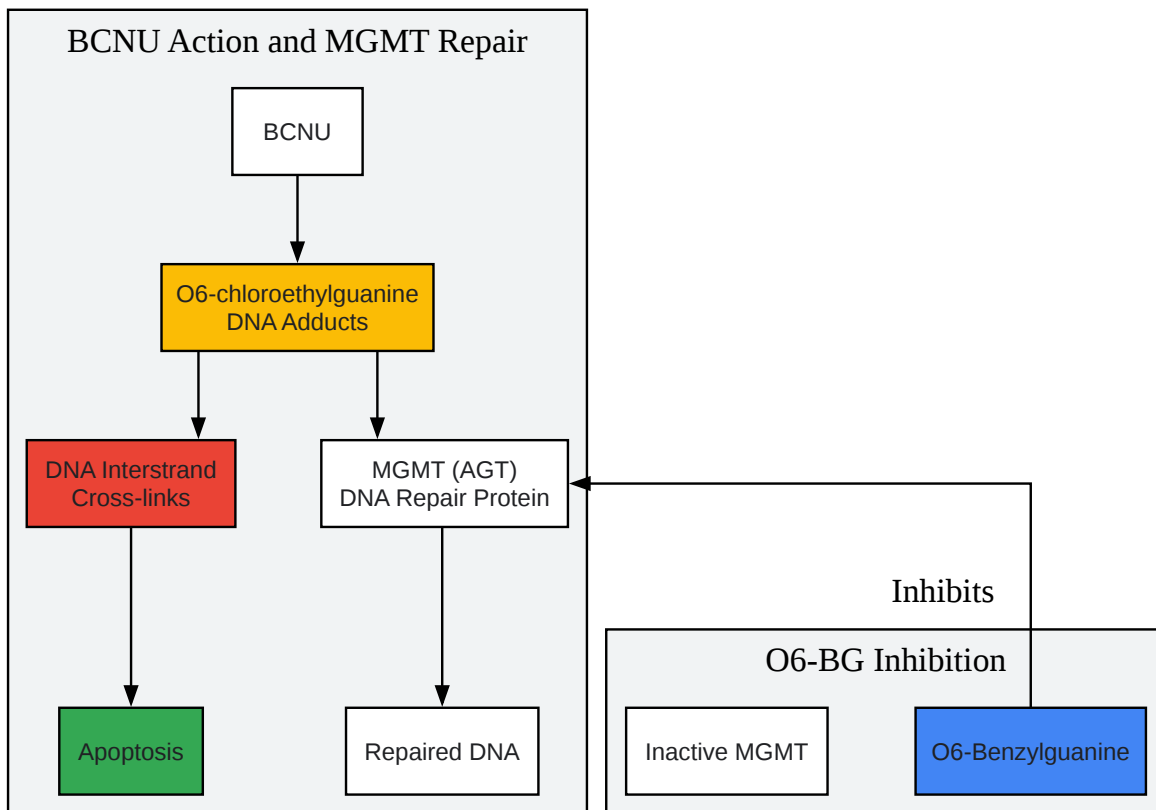 BCNU Action and MGMT Repair
BCNU
O6-chloroethylguanine
DNA Adducts
DNA Interstrand
Cross-links
MGMT (AGT)
DNA Repair Protein
Inhibits
O6-BG Inhibition
Apoptosis
Repaired DNA
Inactive MGMT
O6-Benzylguanine